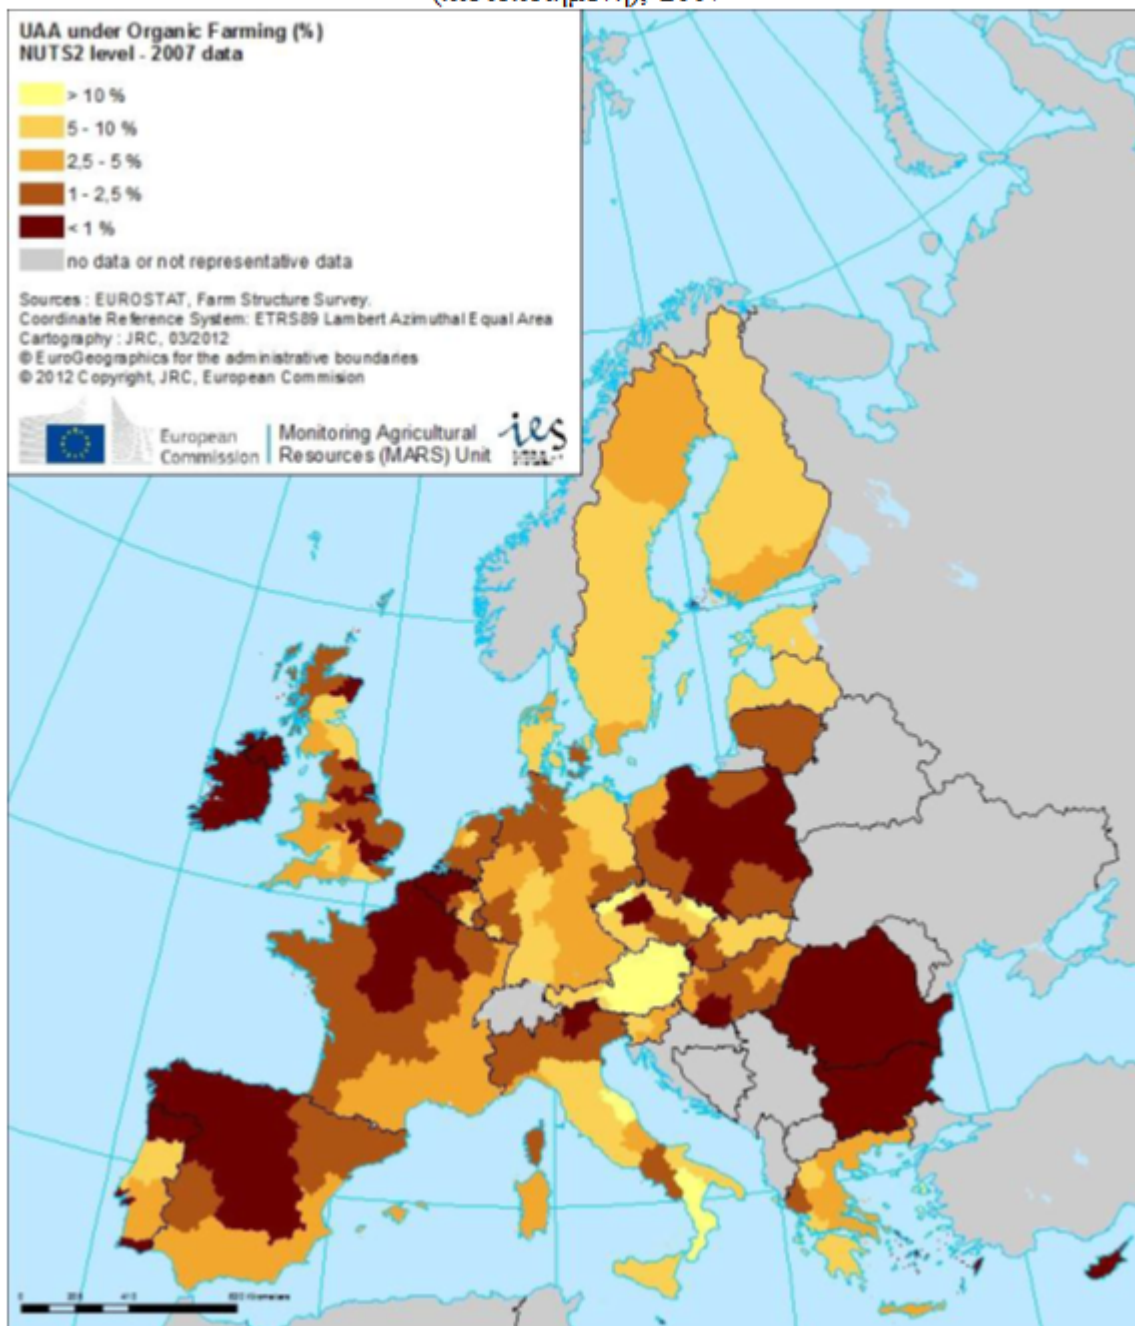 2007
UAA under Organic Farming (%)
NUTS2 level - 2007 data
> 10 %
5 - 10 %
2,5 - 5 %
1 - 2,5 %
< 1 %
no data or not representative data
Sources : EUROSTAT, Farm Structure Survey.
Coordinate Reference System: ETRS89 Lambert Azimuthal Equal Area
Cartography : JRC, 03/2012
© EuroGeographics for the administrative boundaries
© 2012 Copyright, JRC, European Commision
European
Commission
Monitoring Agricultural
Resources (MARS) Unit
ies